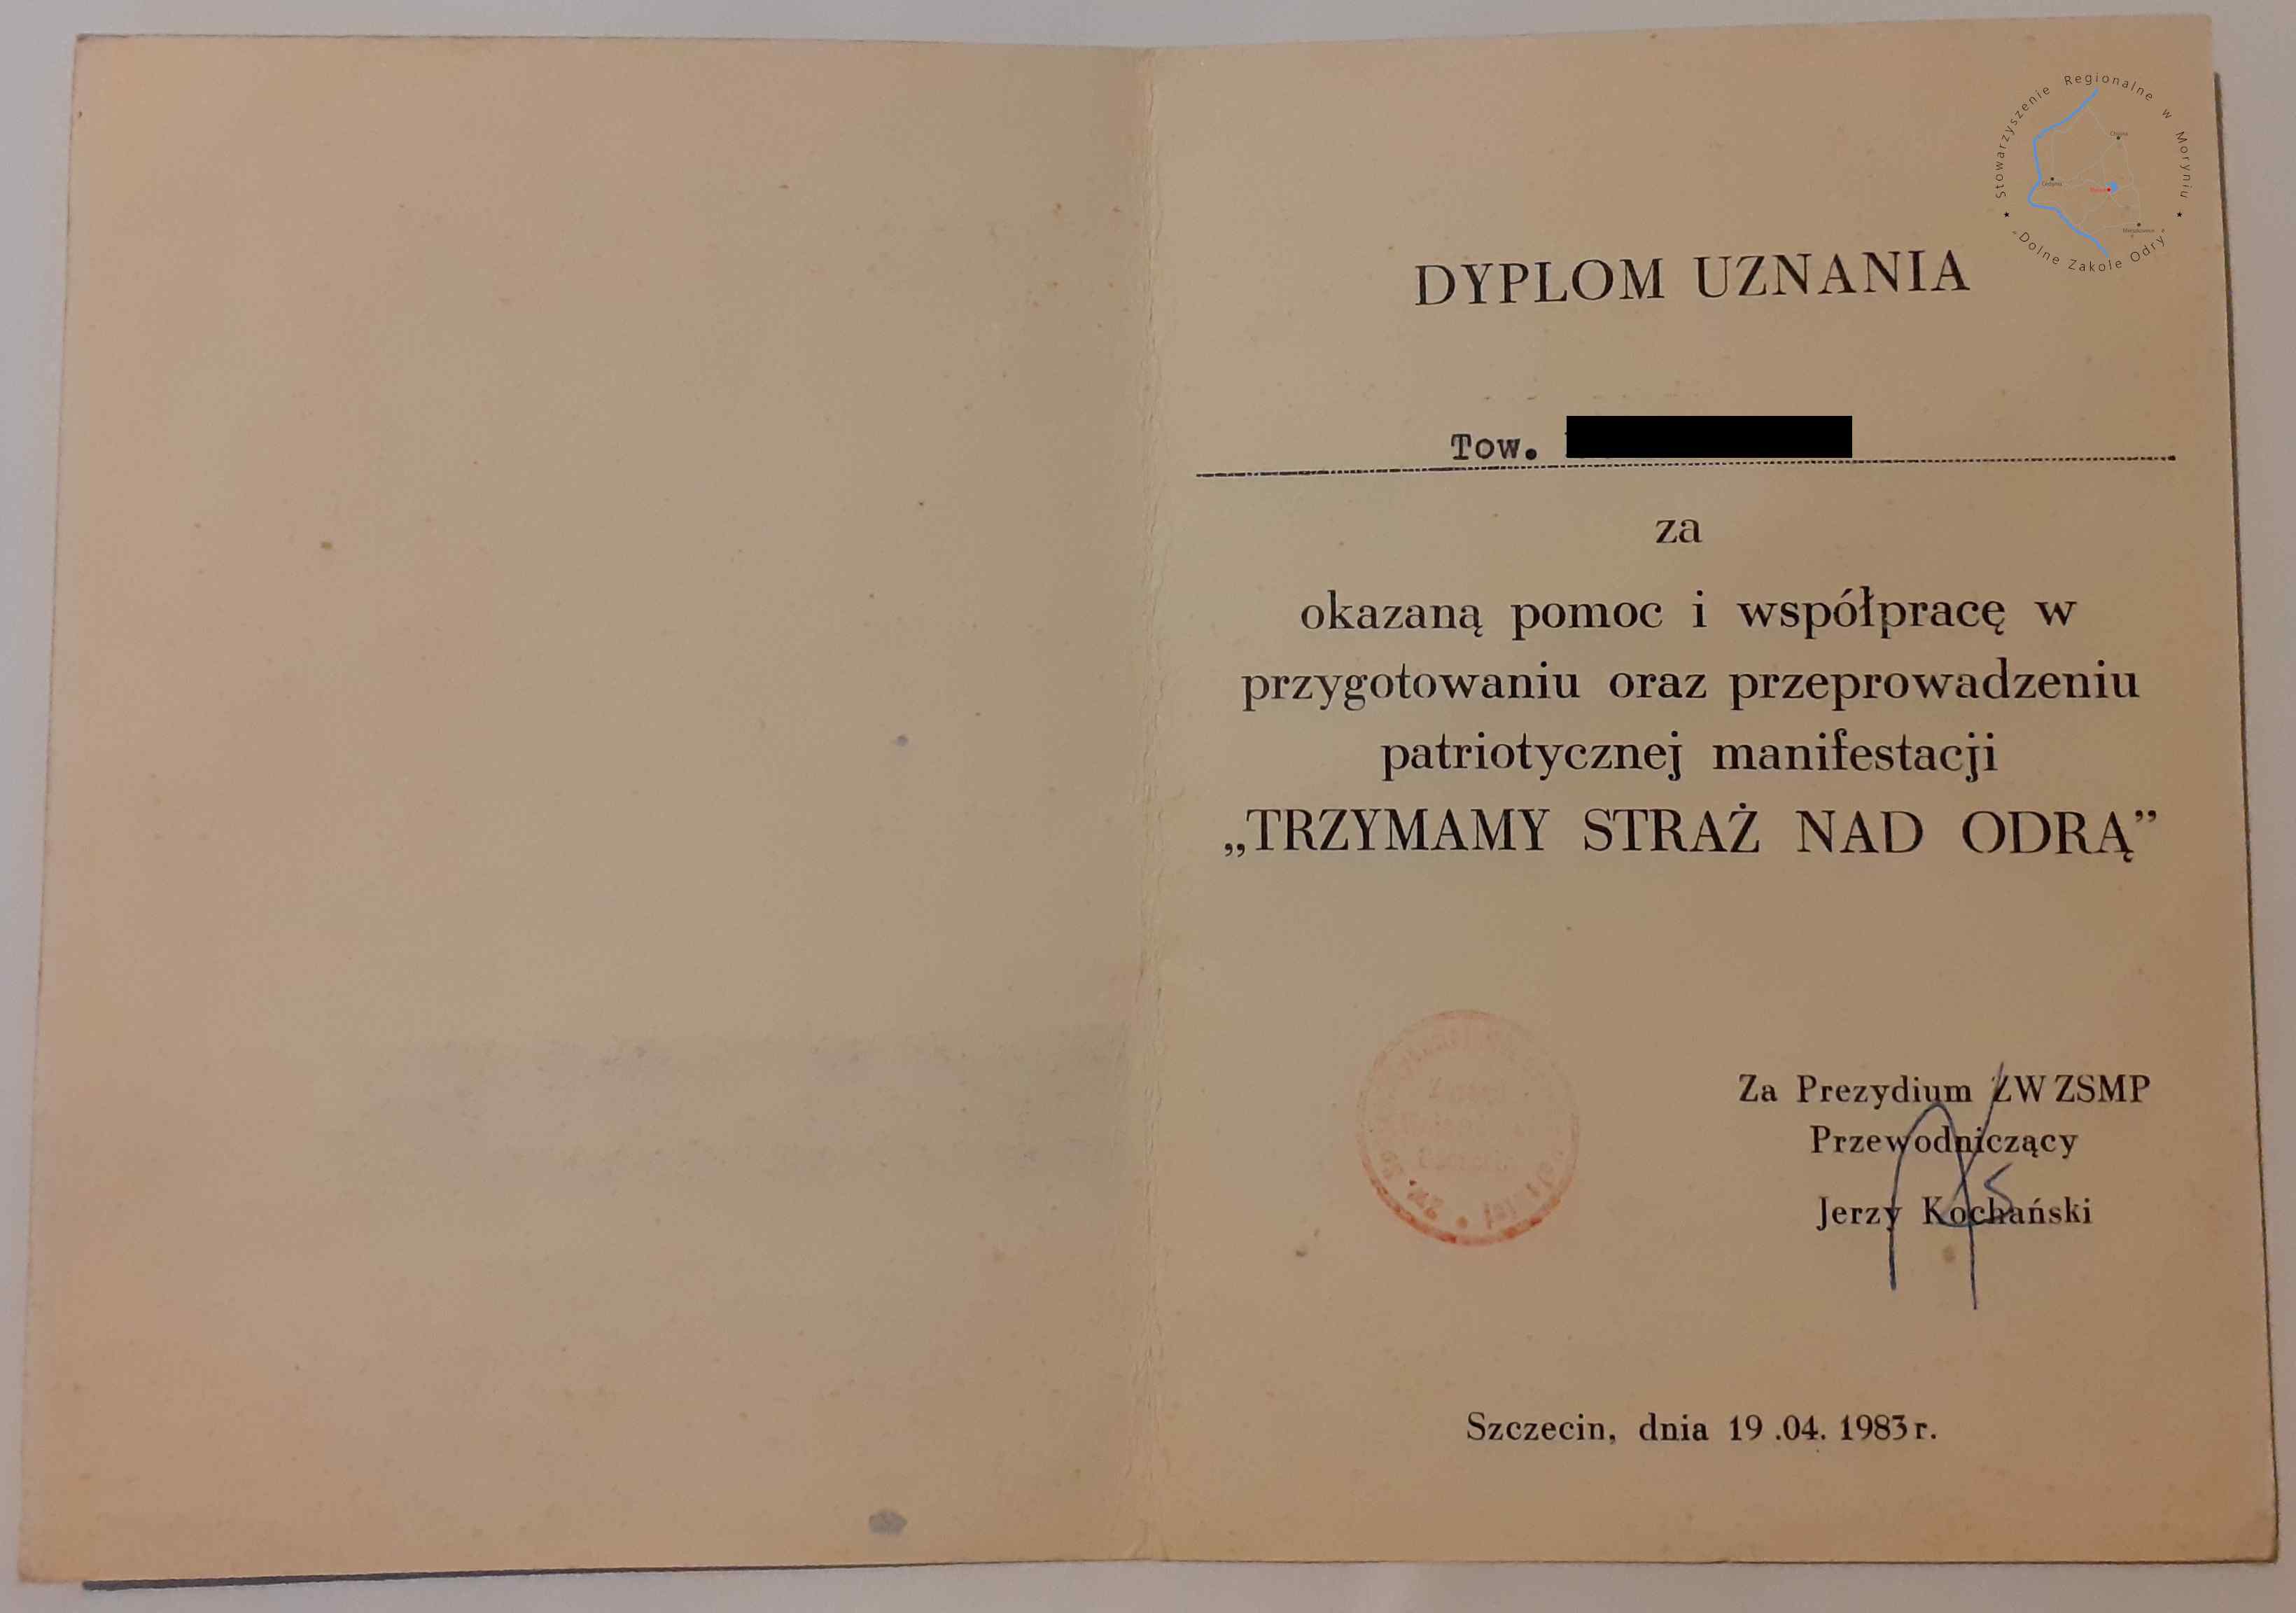 Stowarzyszenie Regionalne w Moryniu
„Dolne Zakole Odry”
DYPLOM UZNANIA
Tow.
za
okazaną pomoc i współpracę w
przygotowaniu oraz przeprowadzeniu
patriotycznej manifestacji
„TRZYMAMY STRAŻ NAD ODRĄ”
Za Prezydium ZW ZSMP
Przewodniczący
Jerzy Kochański
Szczecin, dnia 19.04.1983 r.